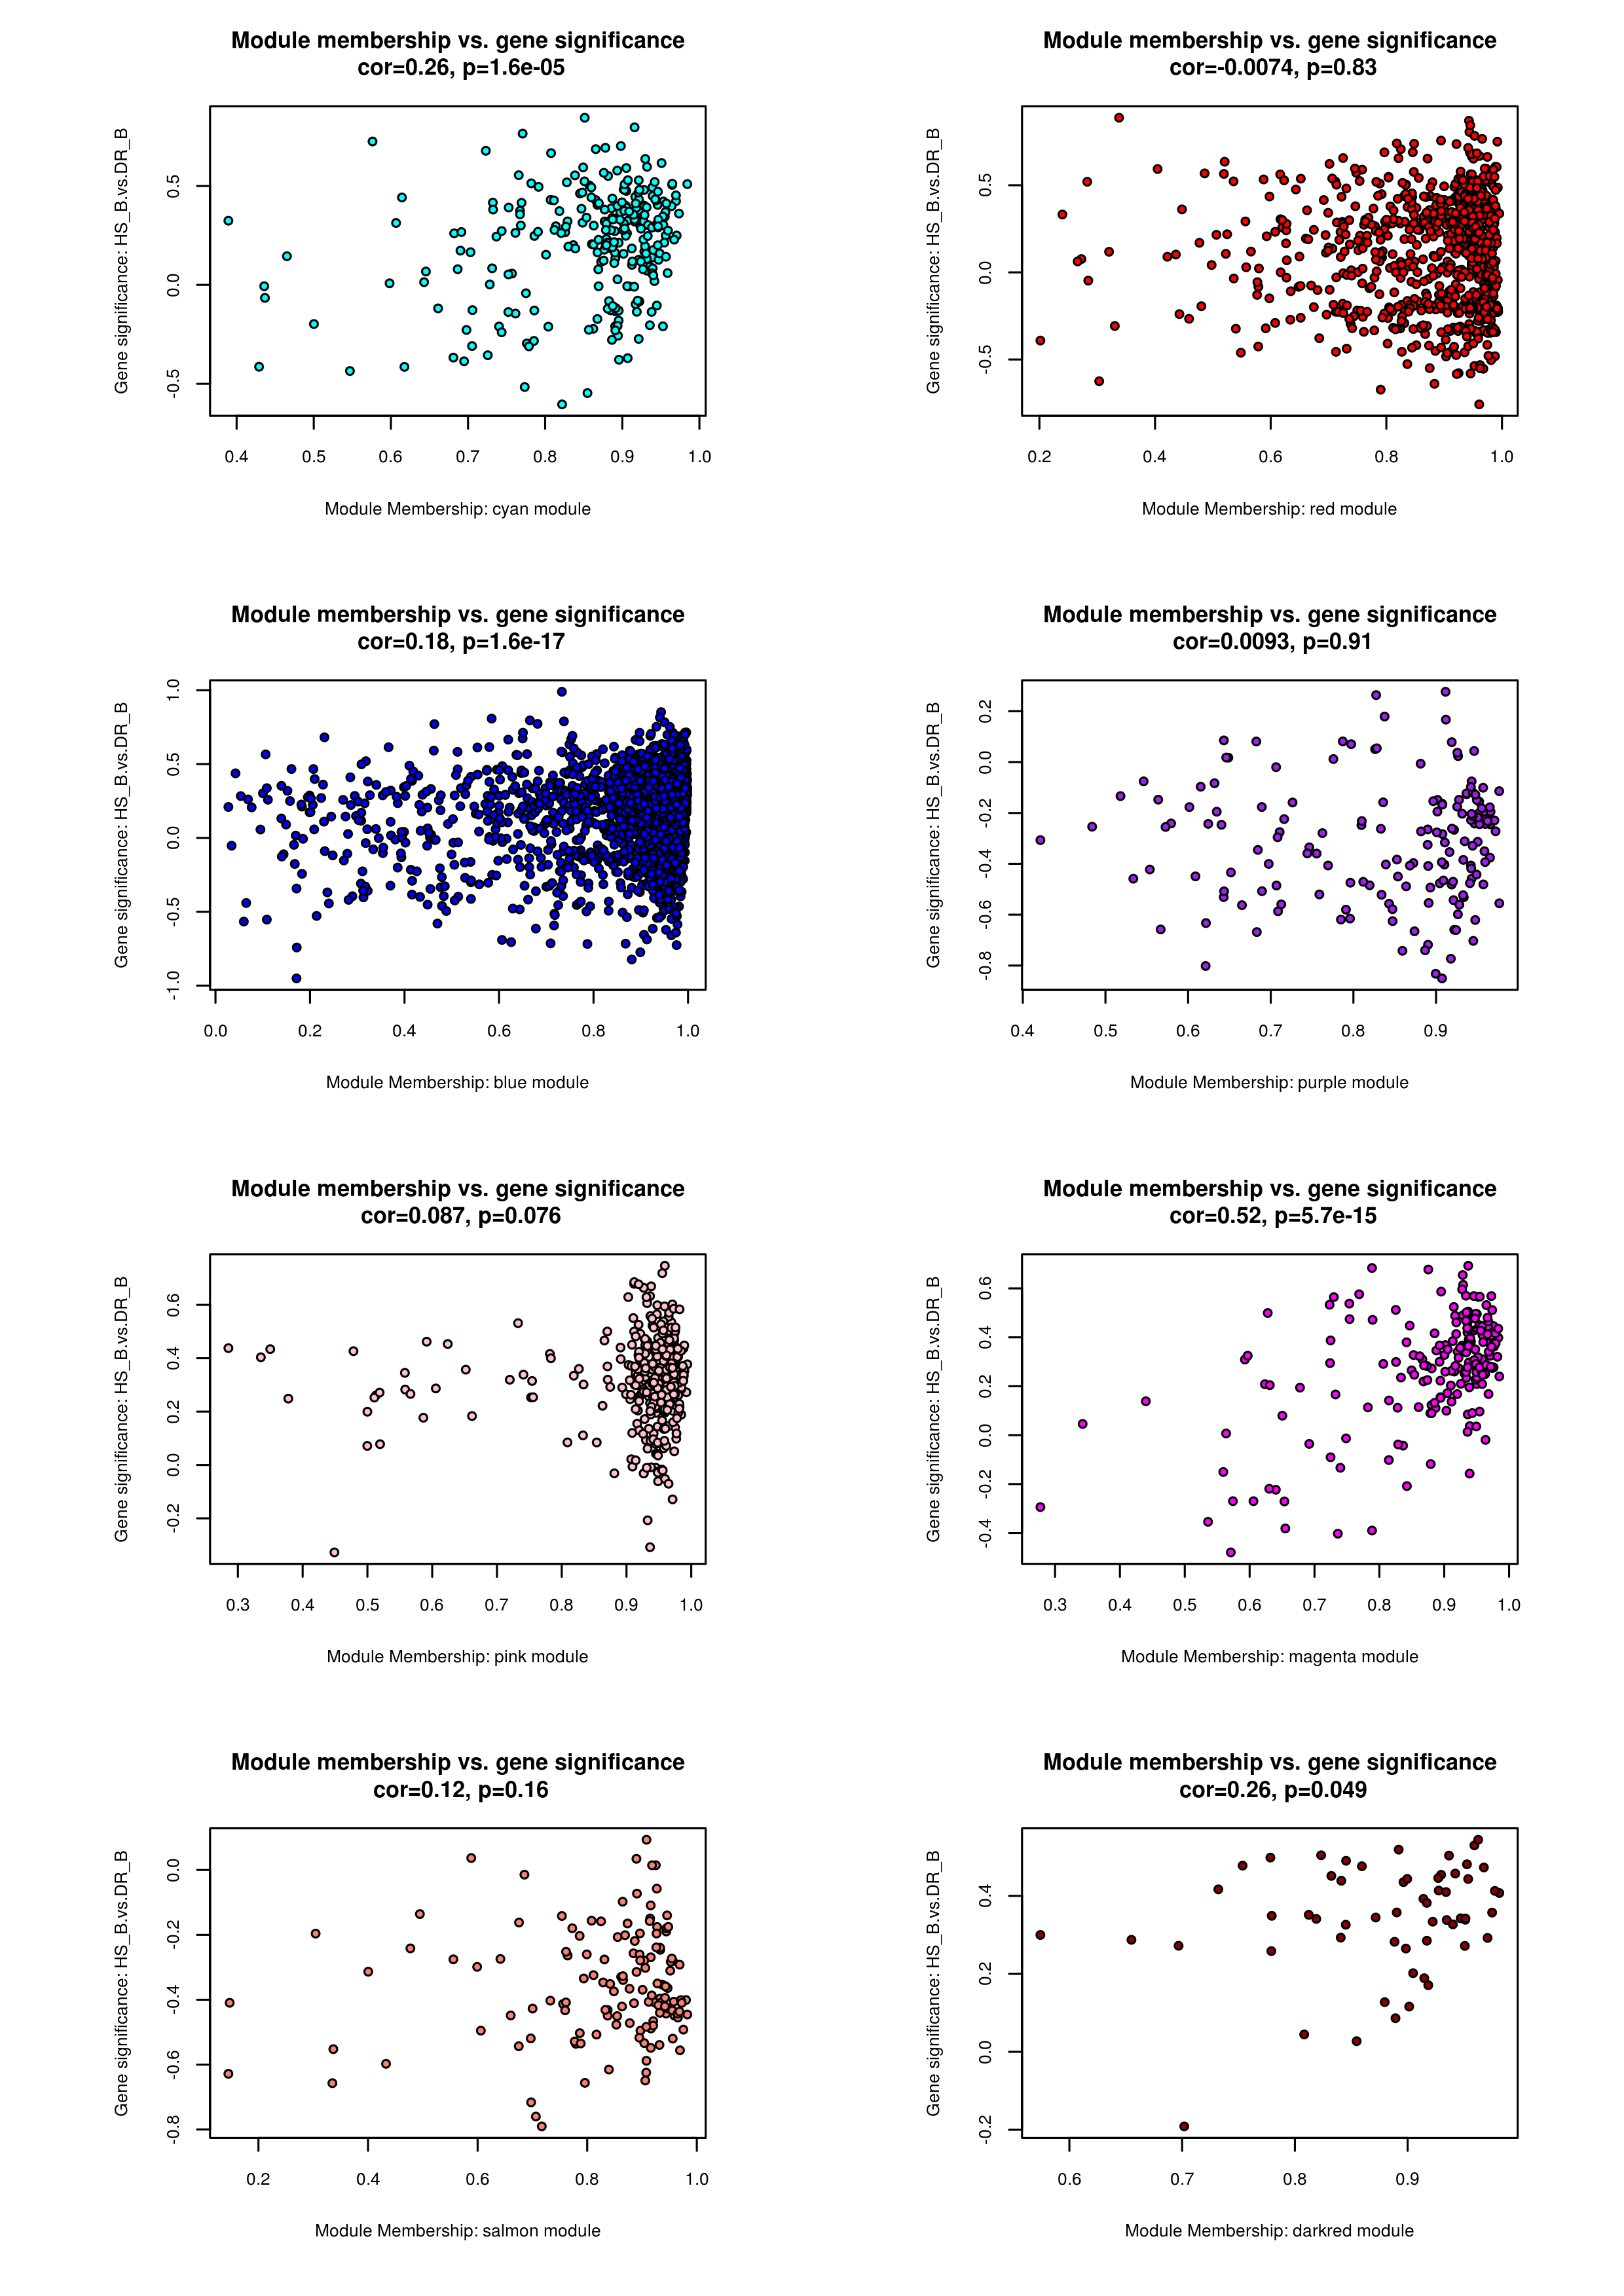 Module membership vs. gene significance
cor=0.26, p=1.6e-05
Gene significance: HS_B.vs.DR_B
0.5
0.0
-0.5
0.4 0.5 0.6 0.7 0.8 0.9 1.0
Module Membership: cyan module
Module membership vs. gene significance
cor=-0.0074, p=0.83
Gene significance: HS_B.vs.DR_B
0.5
0.0
-0.5
0.2 0.4 0.6 0.8 1.0
Module Membership: red module
Module membership vs. gene significance
cor=0.18, p=1.6e-17
Gene significance: HS_B.vs.DR_B
1.0
0.5
0.0
-0.5
-1.0
0.0 0.2 0.4 0.6 0.8 1.0
Module Membership: blue module
Module membership vs. gene significance
cor=0.0093, p=0.91
Gene significance: HS_B.vs.DR_B
0.2
0.0
-0.2
-0.4
-0.6
-0.8
0.4 0.5 0.6 0.7 0.8 0.9
Module Membership: purple module
Module membership vs. gene significance
cor=0.087, p=0.076
Gene significance: HS_B.vs.DR_B
0.6
0.4
0.2
0.0
-0.2
0.3 0.4 0.5 0.6 0.7 0.8 0.9 1.0
Module Membership: pink module
Module membership vs. gene significance
cor=0.52, p=5.7e-15
Gene significance: HS_B.vs.DR_B
0.6
0.4
0.2
0.0
-0.2
-0.4
0.3 0.4 0.5 0.6 0.7 0.8 0.9 1.0
Module Membership: magenta module
Module membership vs. gene significance
cor=0.12, p=0.16
Gene significance: HS_B.vs.DR_B
0.0
-0.2
-0.4
-0.6
-0.8
0.2 0.4 0.6 0.8 1.0
Module Membership: salmon module
Module membership vs. gene significance
cor=0.26, p=0.049
Gene significance: HS_B.vs.DR_B
0.4
0.2
0.0
-0.2
0.6 0.7 0.8 0.9
Module Membership: darkred module